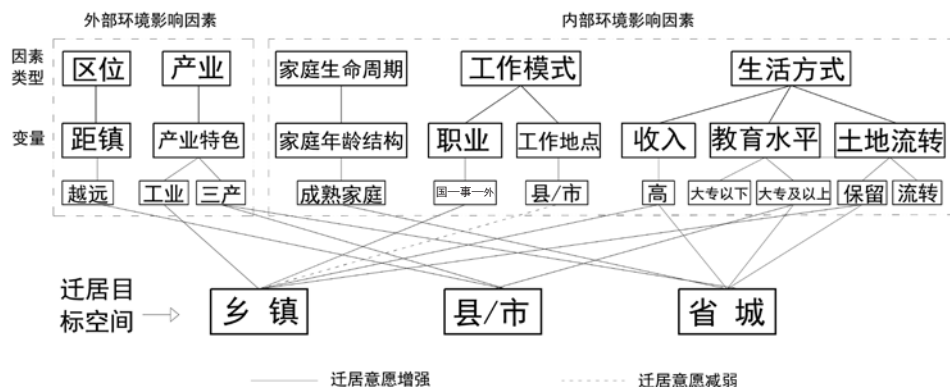 外部环境影响因素 内部环境影响因素
因素类型 区位 产业 家庭生命周期 工作模式 生活方式
变量 距镇 产业特色 家庭年龄结构 职业 工作地点 收入 教育水平 土地流转
越远 工业 三产 成熟家庭 国一事一外 县/市 高 大专以下 大专及以上 保留 流转
迁居目标空间 乡镇 县/市 省城
迁居意愿增强 迁居意愿减弱